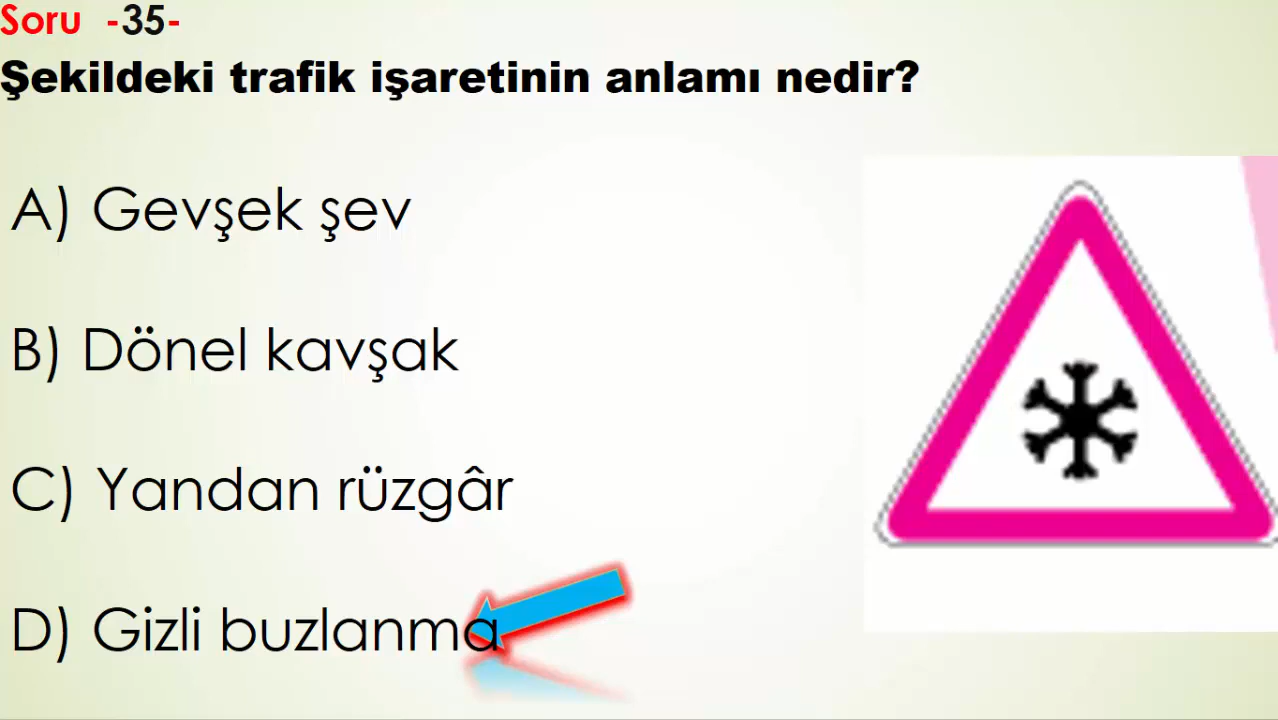 Soru -35-
Şekildeki trafik işaretinin anlamı nedir?
A) Gevşek şev
B) Dönel kavşak
C) Yandan rüzgâr
D) Gizli buzlanma